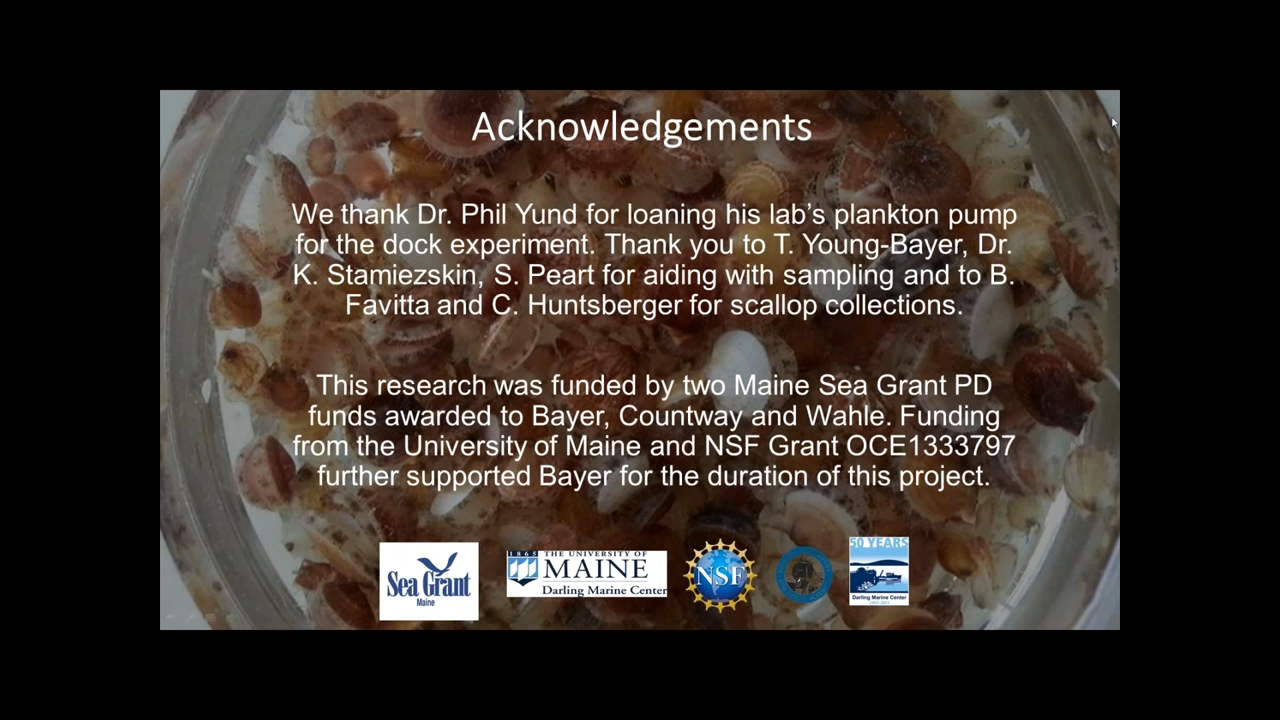 Acknowledgements
We thank Dr. Phil Yund for loaning his lab’s plankton pump
for the dock experiment. Thank you to T. Young-Bayer, Dr.
K. Stamiezskin, S. Peart for aiding with sampling and to B.
Favitta and C. Huntsberger for scallop collections.
This research was funded by two Maine Sea Grant PD
funds awarded to Bayer, Countway and Wahle. Funding
from the University of Maine and NSF Grant OCE1333797
further supported Bayer for the duration of this project.
Sea Grant
Maine
1865 THE UNIVERSITY OF
MAINE
Darling Marine Center
NSF
50 YEARS
Darling Marine Center